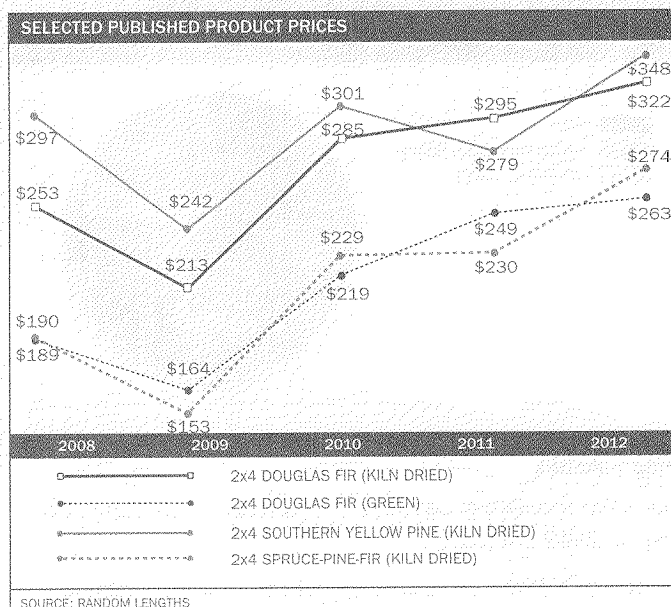 SELECTED PUBLISHED PRODUCT PRICES
$348
$301
$295
$322
$297
$285
$279
$274
$253
$242
$263
$213
$229
$249
$230
$219
$190
$189
$164
$153
2008 2009 2010 2011 2012
2x4 DOUGLAS FIR (KILN DRIED)
2x4 DOUGLAS FIR (GREEN)
2x4 SOUTHERN YELLOW PINE (KILN DRIED)
2x4 SPRUCE-PINE-FIR (KILN DRIED)
SOURCE: RANDOM LENGTHS